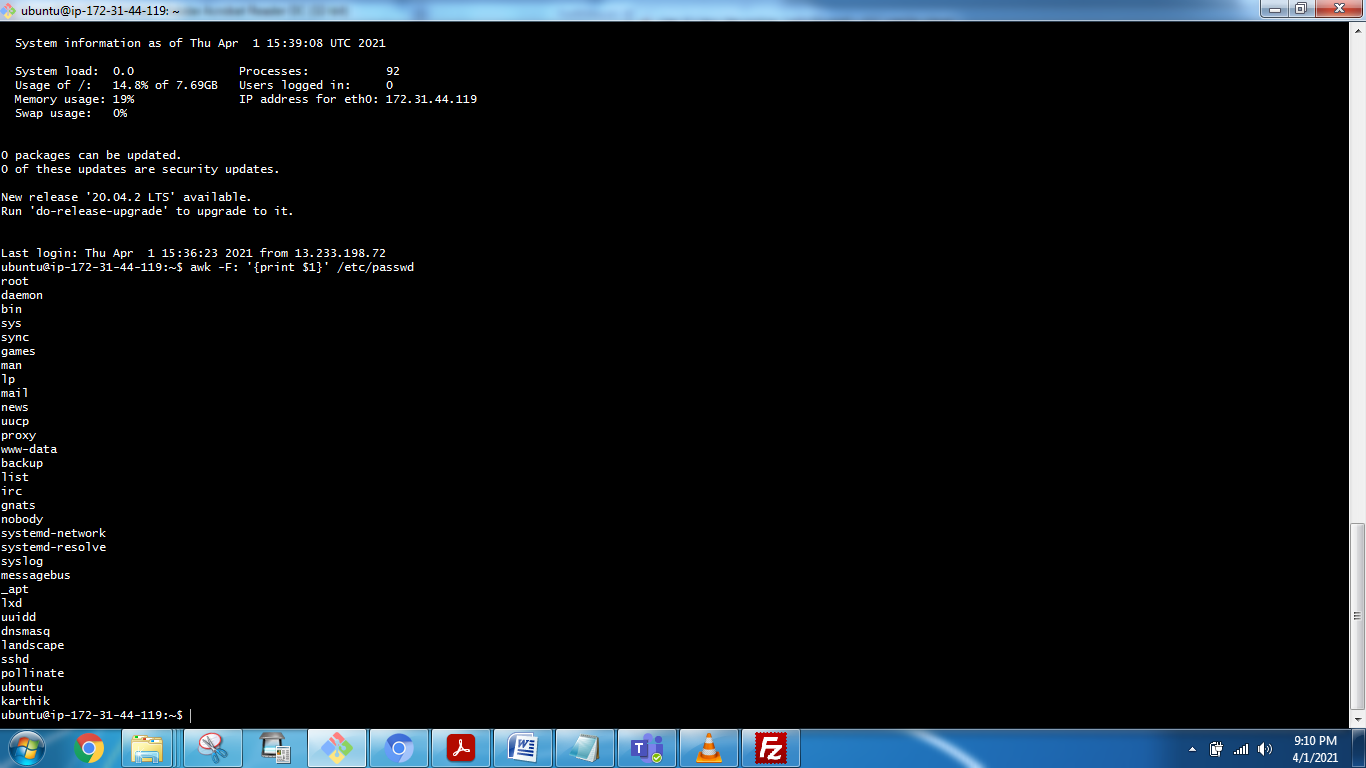 ubuntu@ip-172-31-44-119: ~
System information as of Thu Apr  1 15:39:08 UTC 2021
System load:  0.0               Processes:           92
Usage of /:   14.8% of 7.69GB   Users logged in:     0
Memory usage: 19%               IP address for eth0: 172.31.44.119
Swap usage:   0%
0 packages can be updated.
0 of these updates are security updates.
New release '20.04.2 LTS' available.
Run 'do-release-upgrade' to upgrade to it.
Last login: Thu Apr  1 15:36:23 2021 from 13.233.198.72
ubuntu@ip-172-31-44-119:~$ awk -F: '{print $1}' /etc/passwd
root
daemon
bin
sys
sync
games
man
lp
mail
news
uucp
proxy
www-data
backup
list
irc
gnats
nobody
systemd-network
systemd-resolve
syslog
messagebus
_apt
lxd
uuidd
dnsmasq
landscape
sshd
pollinate
ubuntu
karthik
ubuntu@ip-172-31-44-119:~$
9:10 PM
4/1/2021